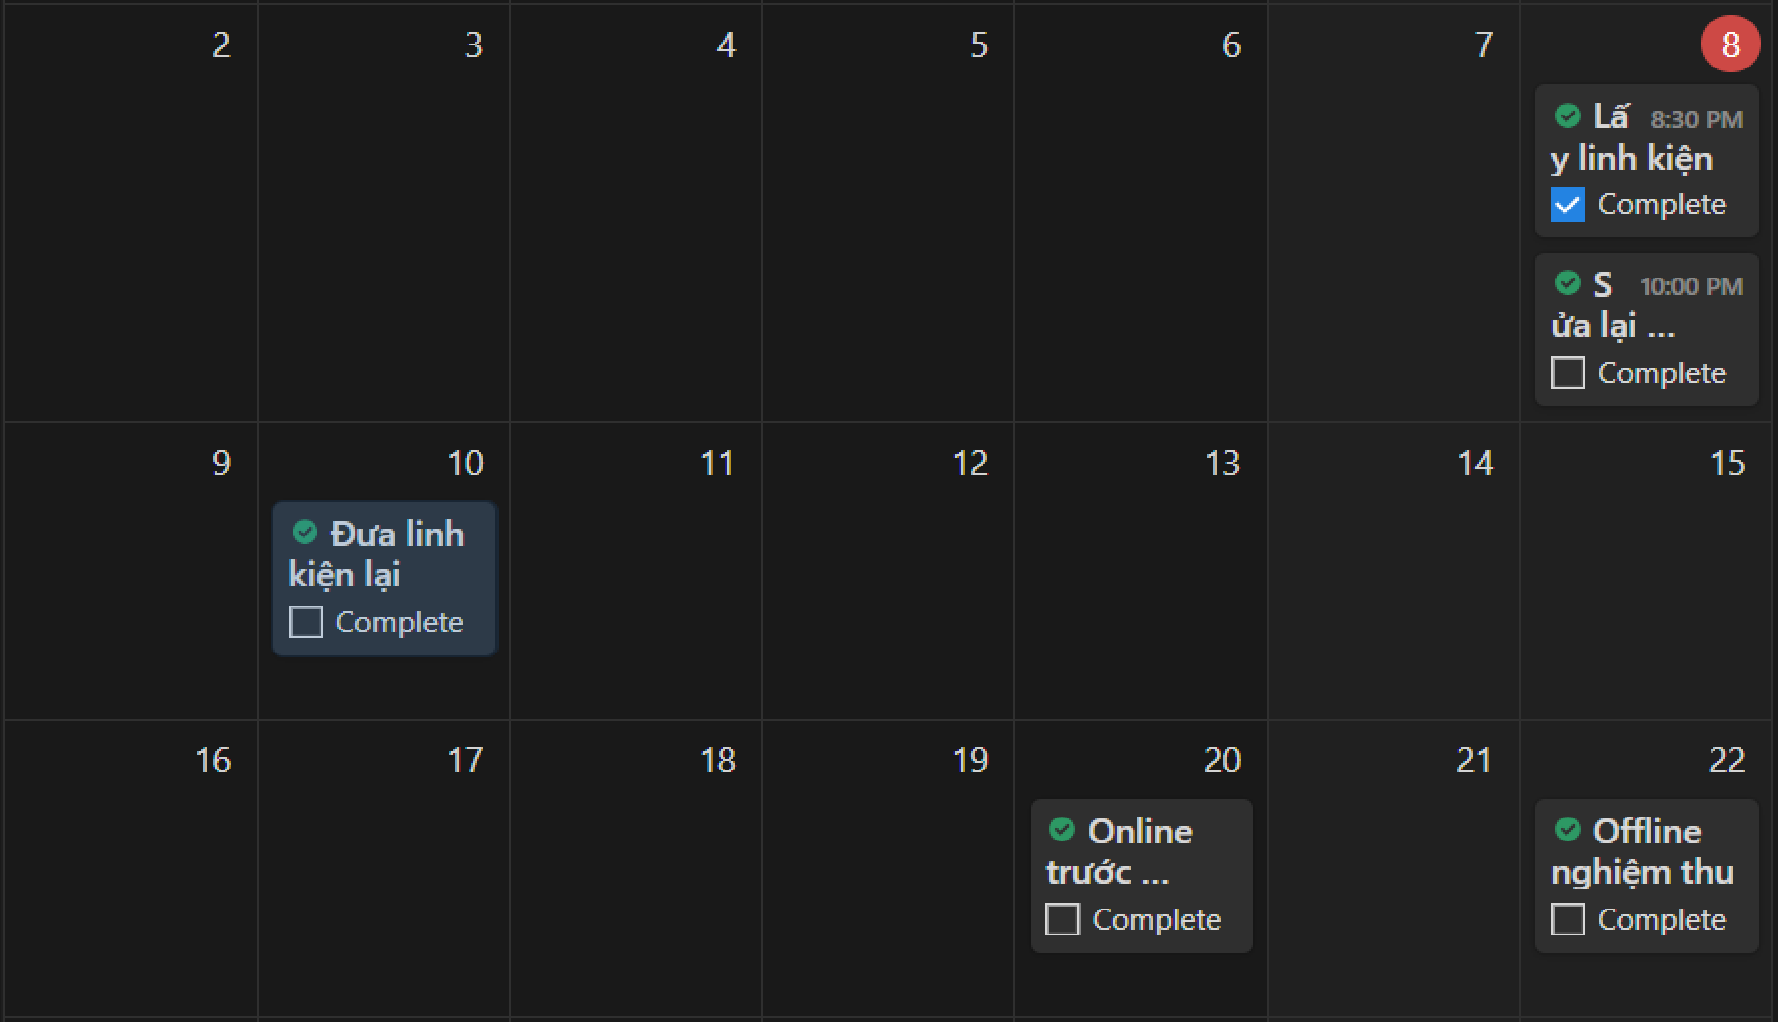 2 3 4 5 6 7 8
Lấ 8:30 PM
y linh kiện
Complete
S 10:00 PM
ửa lại ...
Complete
9 10 11 12 13 14 15
Đưa linh
kiện lại
Complete
16 17 18 19 20 21 22
Online
trước ...
Complete
Offline
nghiệm thu
Complete